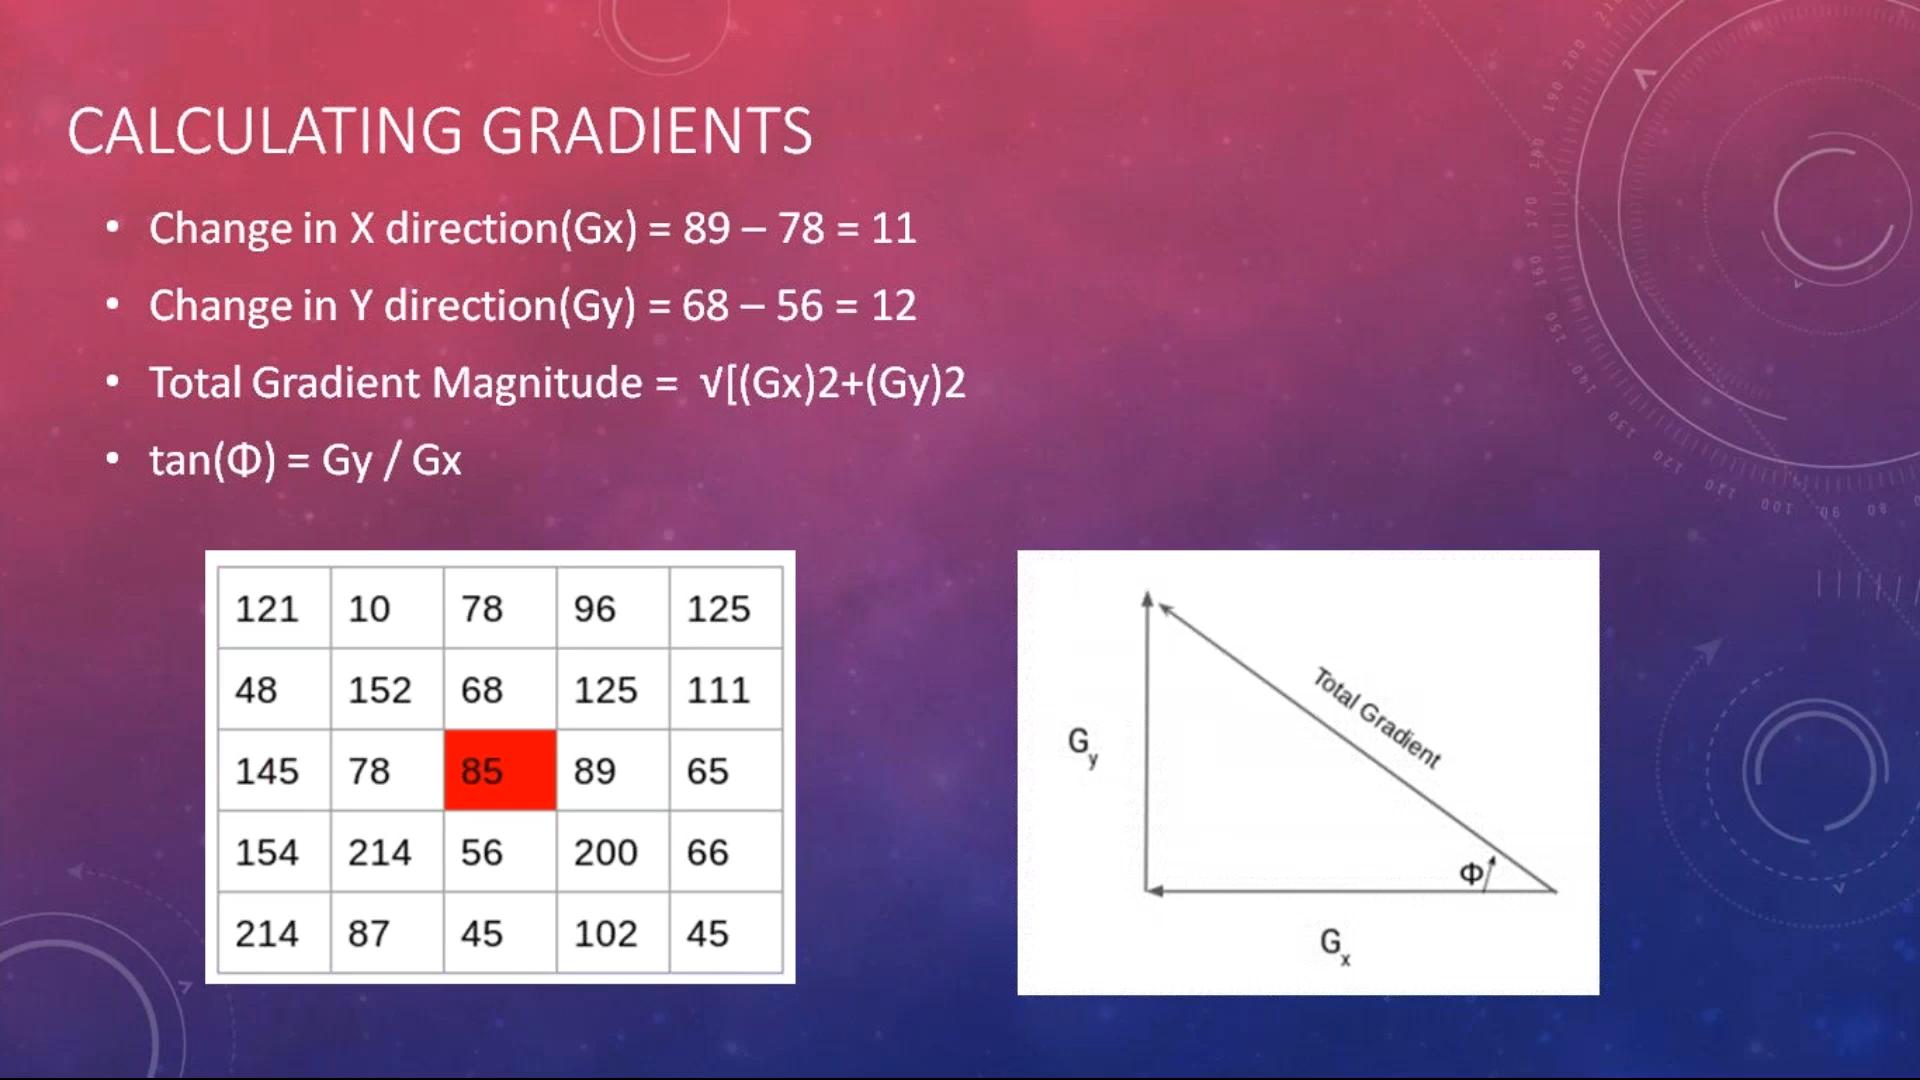 CALCULATING GRADIENTS
• Change in X direction(Gx) = 89 – 78 = 11
• Change in Y direction(Gy) = 68 – 56 = 12
• Total Gradient Magnitude = √[(Gx)2+(Gy)2
• tan(Φ) = Gy / Gx
121 10 78 96 125
48 152 68 125 111
145 78 85 89 65
154 214 56 200 66
214 87 45 102 45
Total Gradient
Gy
Φ
Gx